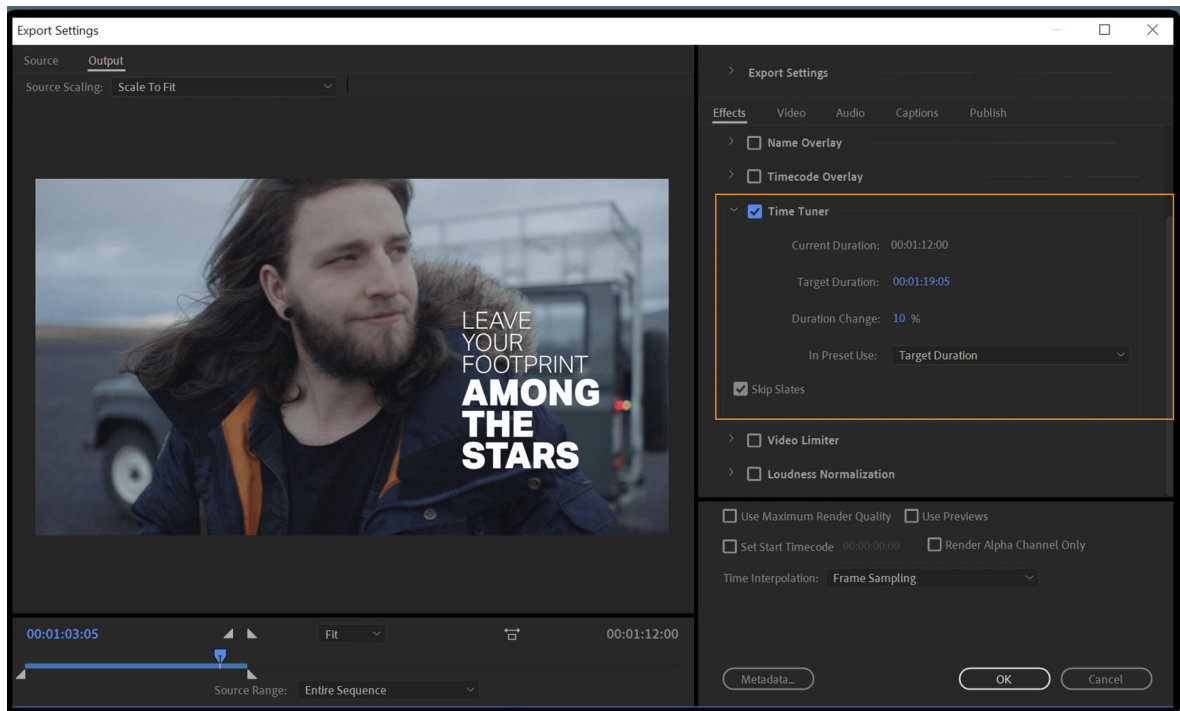 Export Settings
Source Output
Source Scaling: Scale To Fit
LEAVE
YOUR
FOOTPRINT
AMONG
THE
STARS
00:01:03:05 Fit 00:01:12:00
Source Range: Entire Sequence
Export Settings
Effects Video Audio Captions Publish
Name Overlay
Timecode Overlay
Time Tuner
Current Duration: 00:01:12:00
Target Duration: 00:01:19:05
Duration Change: 10 %
In Preset Use: Target Duration
Skip Slates
Video Limiter
Loudness Normalization
Use Maximum Render Quality Use Previews
Set Start Timecode 00:00:00:00 Render Alpha Channel Only
Time Interpolation: Frame Sampling
Metadata... OK Cancel